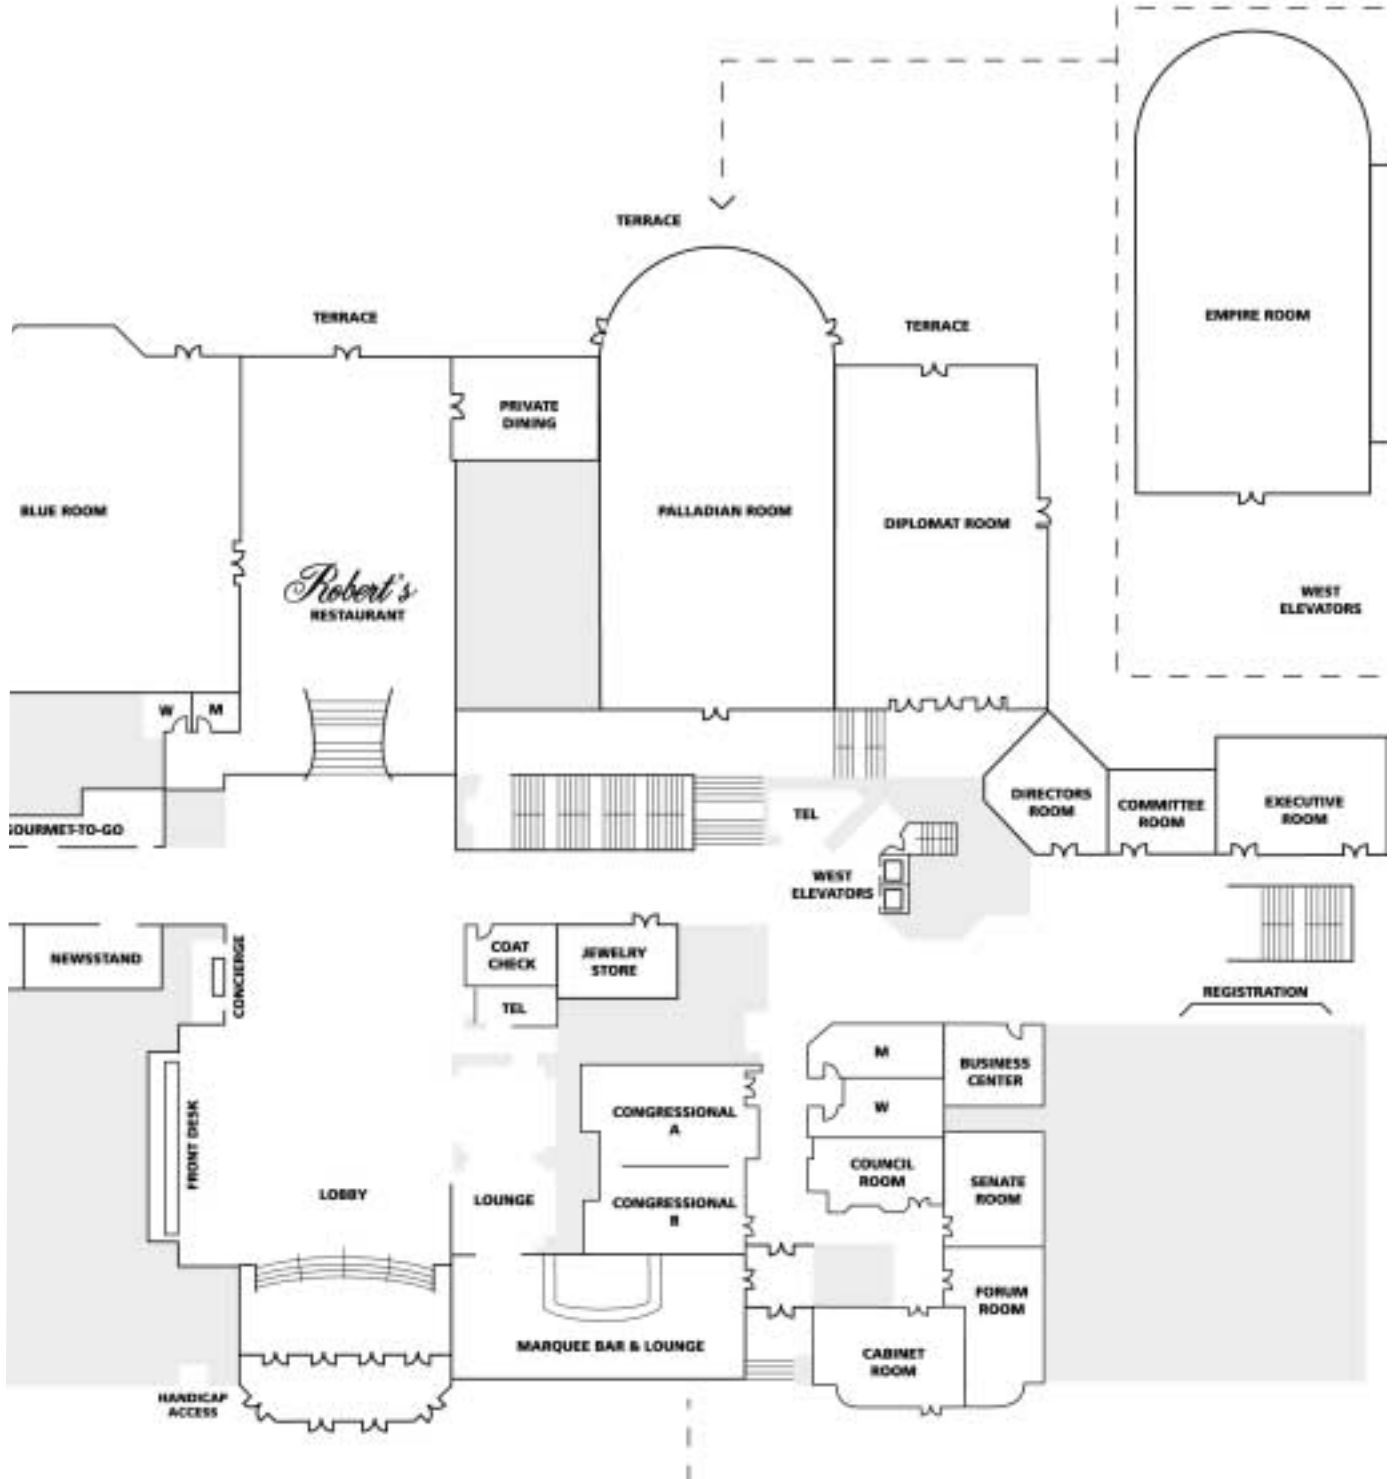 TERRACE
TERRACE
TERRACE
EMPIRE ROOM
PRIVATE
DINING
BLUE ROOM
PALLADIAN ROOM
DIPLOMAT ROOM
Robert's
RESTAURANT
WEST
ELEVATORS
W
M
DIRECTORS
ROOM
COMMITTEE
ROOM
EXECUTIVE
ROOM
TEL
GOURMET-TO-GO
WEST
ELEVATORS
NEWSSTAND
CONCIERGE
COAT
CHECK
JEWELRY
STORE
TEL
REGISTRATION
M
BUSINESS
CENTER
W
FRONT DESK
CONGRESSIONAL
A
COUNCIL
ROOM
SENATE
ROOM
LOBBY
LOUNGE
CONGRESSIONAL
B
FORUM
ROOM
MARQUEE BAR & LOUNGE
CABINET
ROOM
HANDICAP
ACCESS